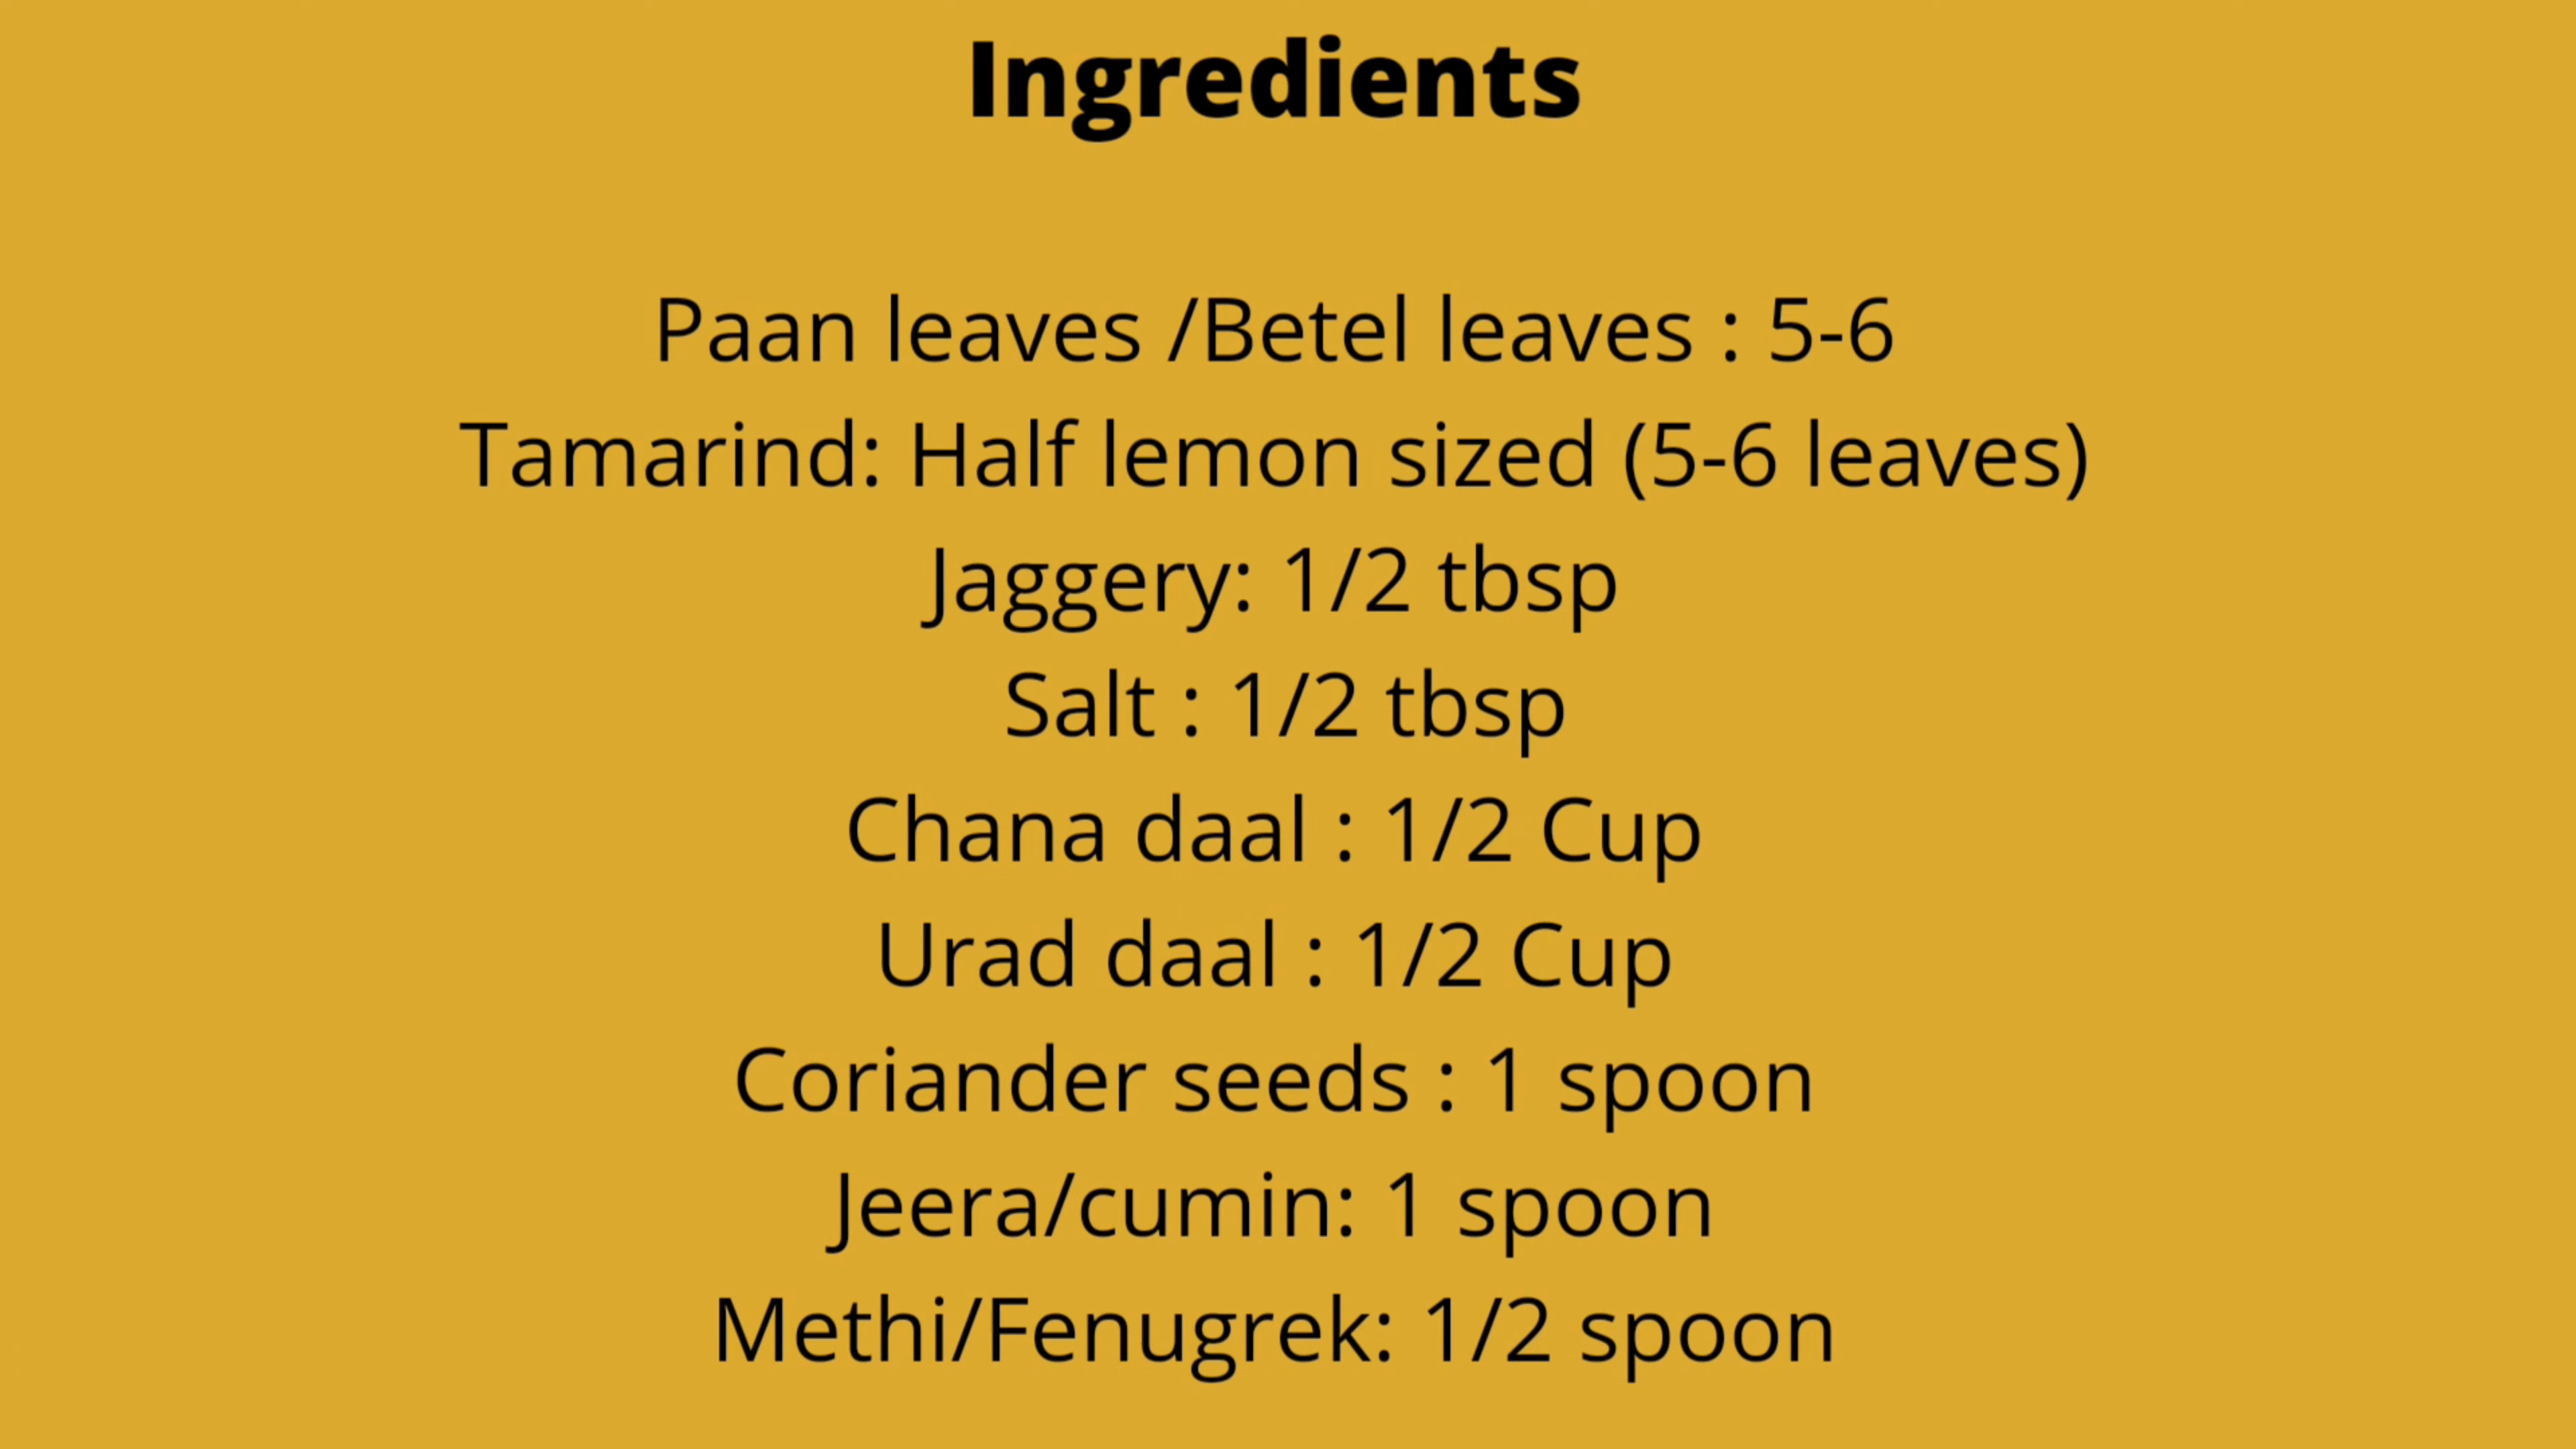 Ingredients
Paan leaves /Betel leaves : 5-6
Tamarind: Half lemon sized (5-6 leaves)
Jaggery: 1/2 tbsp
Salt : 1/2 tbsp
Chana daal : 1/2 Cup
Urad daal : 1/2 Cup
Coriander seeds : 1 spoon
Jeera/cumin: 1 spoon
Methi/Fenugrek: 1/2 spoon